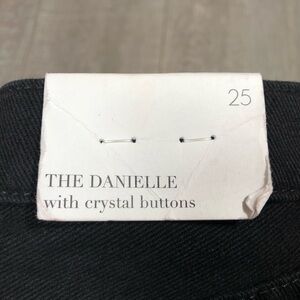 25
THE DANIELLE
with crystal buttons